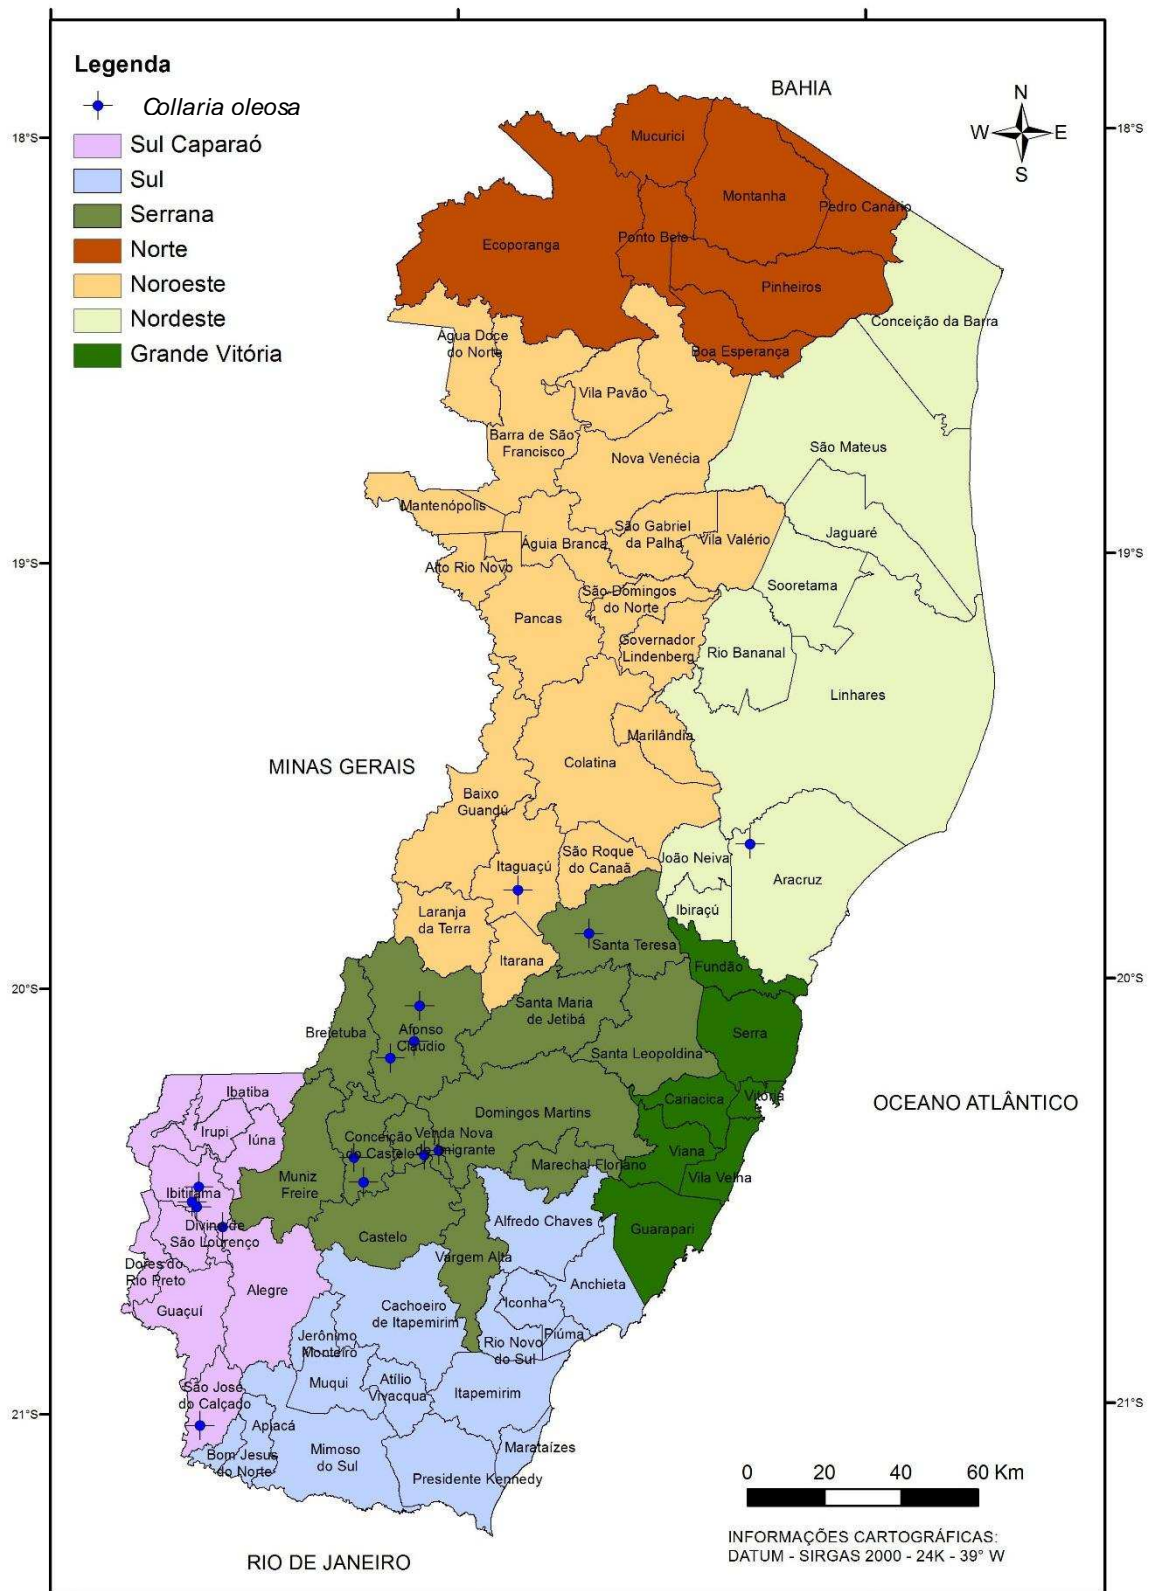 Legenda
Collaria oleosa
Sul Caparaó
Sul
Serrana
Norte
Noroeste
Nordeste
Grande Vitória
BAHIA
N
W
E
S
18°S
18°S
Mucurici
Montanha
Pedro Canário
Ecoporanga
Ponto Belo
Pinheiros
Conceição da Barra
Água Doce
do Norte
Boa Esperança
Vila Pavão
Barra de São
Francisco
Nova Venécia
São Mateus
Mantenópolis
Águia Branca
São Gabriel
da Palha
Vila Valério
Jaguaré
19°S
19°S
Alto Rio Novo
São Domingos
do Norte
Sooretama
Pancas
Governador
Lindenberg
Rio Bananal
Linhares
Marilândia
MINAS GERAIS
Colatina
Baixo
Guandú
Itaguaçú
São Roque
do Canaã
João Neiva
Aracruz
Laranja
da Terra
Ibiraçú
Itarana
Santa Teresa
Fundão
20°S
20°S
Santa Maria
de Jetibá
Brejetuba
Afonso
Cláudio
Serra
Santa Leopoldina
Ibatiba
Cariacica
Vitória
OCEANO ATLÂNTICO
Irupi
Iúna
Domingos Martins
Conceição
do Castelo
Venda Nova
do Imigrante
Viana
Marechal Floriano
Vila Velha
Muniz
Freire
Ibitirama
Divino de
São Lourenço
Alfredo Chaves
Guarapari
Castelo
Vargem Alta
Dores do
Rio Preto
Alegre
Anchieta
Guaçuí
Cachoeiro
de Itapemirim
Iconha
Jerônimo
Monteiro
Rio Novo
do Sul
Piúma
São José
do Calçado
Muqui
Atílio
Vivacqua
Itapemirim
21°S
21°S
Apiacá
Bom Jesus
do Norte
Mimoso
do Sul
Marataízes
Presidente Kennedy
0 20 40 60 Km
INFORMAÇÕES CARTOGRÁFICAS:
DATUM - SIRGAS 2000 - 24K - 39° W
RIO DE JANEIRO